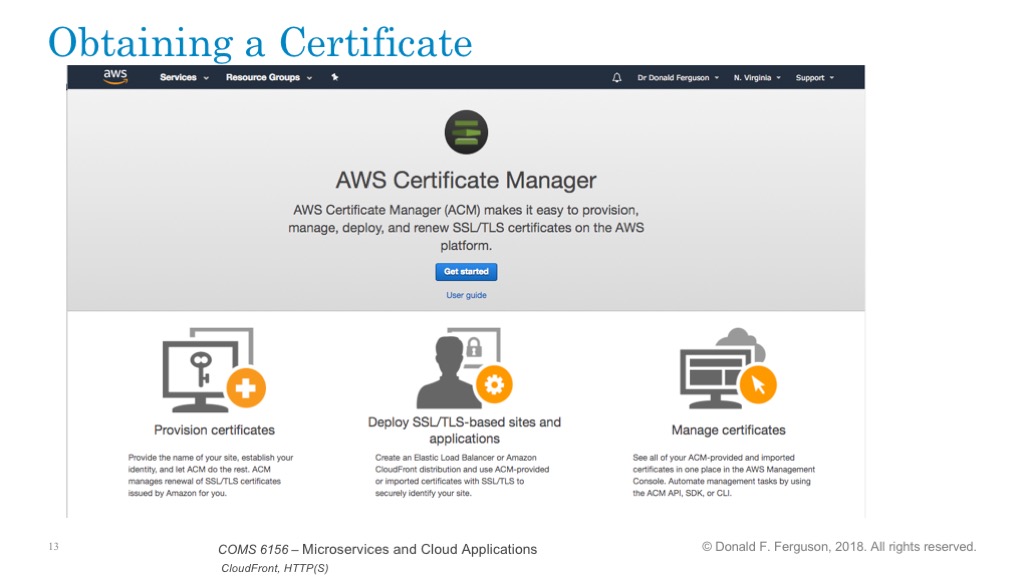 Obtaining a Certificate
aws Services Resource Groups Dr Donald Ferguson N. Virginia Support
AWS Certificate Manager
AWS Certificate Manager (ACM) makes it easy to provision,
manage, deploy, and renew SSL/TLS certificates on the AWS
platform.
Get started
User guide
Provision certificates
Provide the name of your site, establish your
identity, and let ACM do the rest. ACM
manages renewal of SSL/TLS certificates
issued by Amazon for you.
Deploy SSL/TLS-based sites and
applications
Create an Elastic Load Balancer or Amazon
CloudFront distribution and use ACM-provided
or imported certificates with SSL/TLS to
securely identify your site.
Manage certificates
See all of your ACM-provided and imported
certificates in one place in the AWS Management
Console. Automate management tasks by using
the ACM API, SDK, or CLI.
13
COMS 6156 – Microservices and Cloud Applications
CloudFront, HTTP(S)
© Donald F. Ferguson, 2018. All rights reserved.